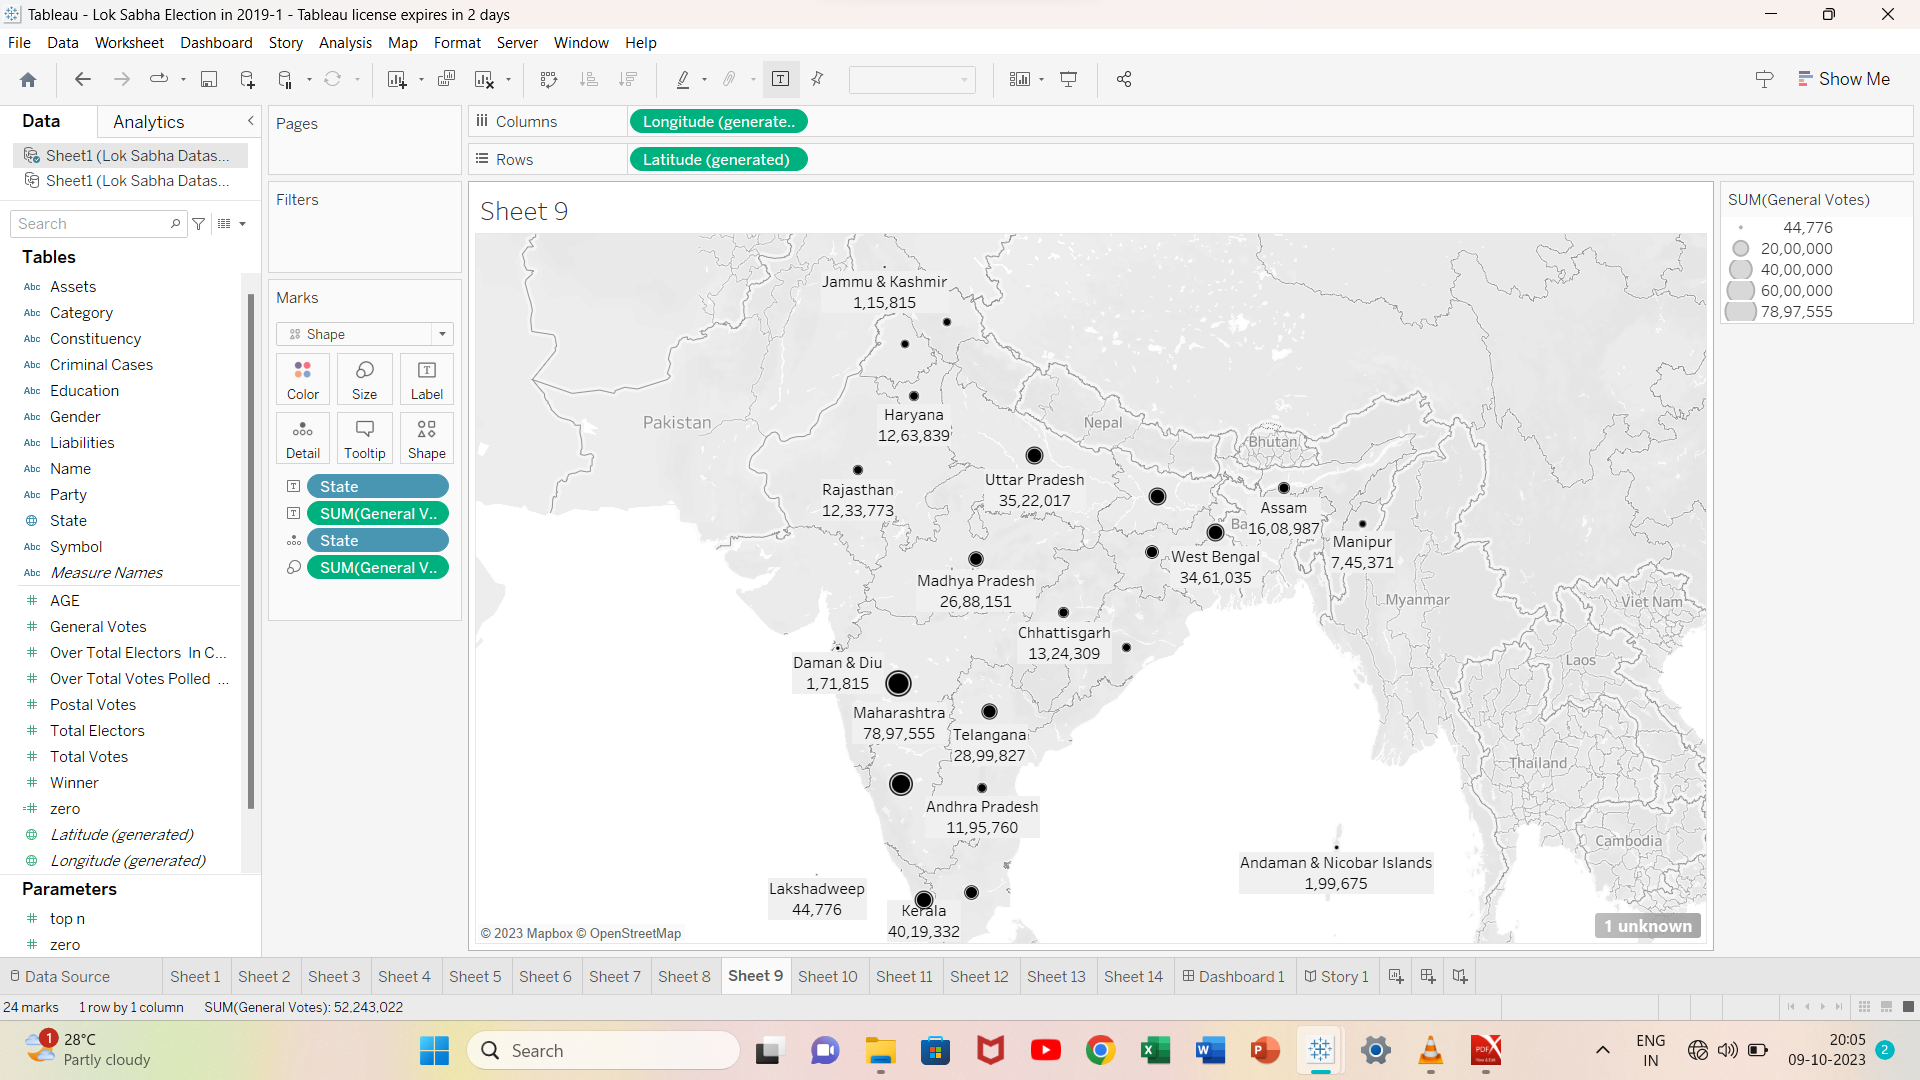 Tableau - Lok Sabha Election in 2019-1 - Tableau license expires in 2 days
File Data Worksheet Dashboard Story Analysis Map Format Server Window Help
Show Me
Data Analytics
Sheet1 (Lok Sabha Datas...
Sheet1 (Lok Sabha Datas...
Search
Tables
Abc Assets
Abc Category
Abc Constituency
Abc Criminal Cases
Abc Education
Abc Gender
Abc Liabilities
Abc Name
Abc Party
State
Abc Symbol
Abc Measure Names
# AGE
# General Votes
# Over Total Electors In C...
# Over Total Votes Polled ...
# Postal Votes
# Total Electors
# Total Votes
# Winner
=# zero
Latitude (generated)
Longitude (generated)
Parameters
# top n
# zero
Pages
Filters
Marks
Shape
Color Size Label
Detail Tooltip Shape
State
SUM(General V..
State
SUM(General V..
Columns Longitude (generate..
Rows Latitude (generated)
Sheet 9
Jammu & Kashmir
1,15,815
Pakistan
Haryana
12,63,839
Nepal
Bhutan
Rajasthan
12,33,773
Uttar Pradesh
35,22,017
Assam
16,08,987
Ba
Manipur
7,45,371
West Bengal
34,61,035
Madhya Pradesh
26,88,151
Myanmar
Viet Nam
Chhattisgarh
13,24,309
Laos
Daman & Diu
1,71,815
Maharashtra
78,97,555
Telangana
28,99,827
Thailand
Andhra Pradesh
11,95,760
Cambodia
Andaman & Nicobar Islands
1,99,675
Lakshadweep
44,776
Kerala
40,19,332
1 unknown
© 2023 Mapbox © OpenStreetMap
SUM(General Votes)
44,776
20,00,000
40,00,000
60,00,000
78,97,555
Data Source Sheet 1 Sheet 2 Sheet 3 Sheet 4 Sheet 5 Sheet 6 Sheet 7 Sheet 8 Sheet 9 Sheet 10 Sheet 11 Sheet 12 Sheet 13 Sheet 14 Dashboard 1 Story 1
24 marks 1 row by 1 column SUM(General Votes): 52,243,022
1
28°C
Partly cloudy
Search
ENG
IN
20:05
09-10-2023
2